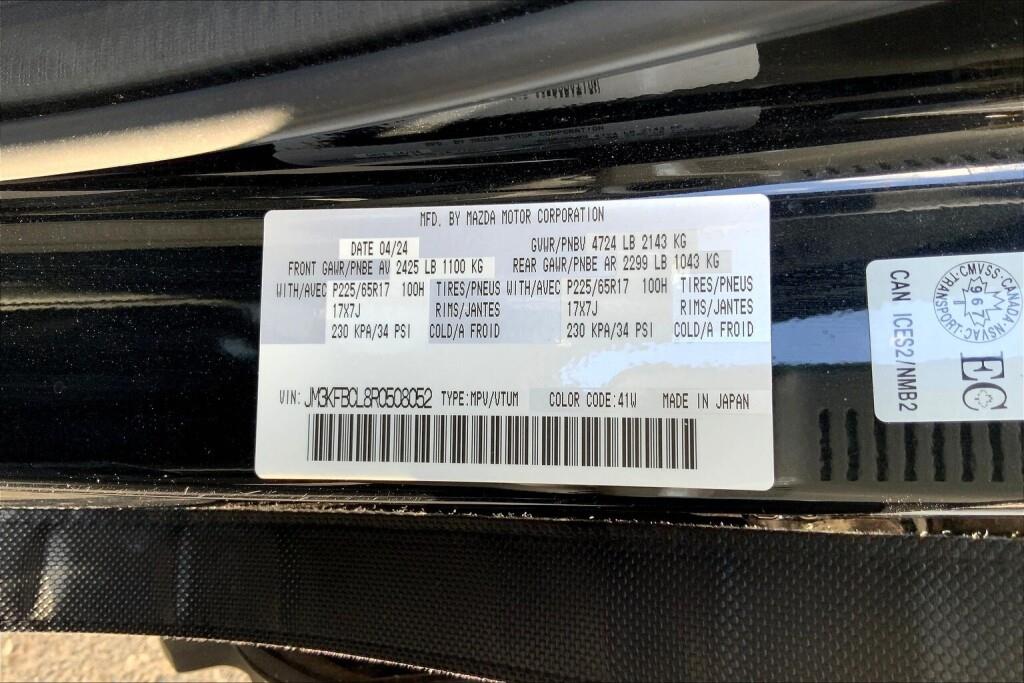 MFD. BY MAZDA MOTOR CORPORATION
DATE 04/24 GVWR/PNBV 4724 LB 2143 KG
FRONT GAWR/PNBE AV 2425 LB 1100 KG REAR GAWR/PNBE AR 2299 LB 1043 KG
WITH/AVEC P225/65R17 100H TIRES/PNEUS WITH/AVEC P225/65R17 100H TIRES/PNEUS
17X7J RIMS/JANTES 17X7J RIMS/JANTES
230 KPA/34 PSI COLD/A FROID 230 KPA/34 PSI COLD/A FROID
VIN: JM3KFBCL8R0508052 TYPE:MPV/VTUM COLOR CODE:41W MADE IN JAPAN
CAN ICES2/NMB2
CMVSS·CANADA·NSVAC
TRANSPORT
967
EC